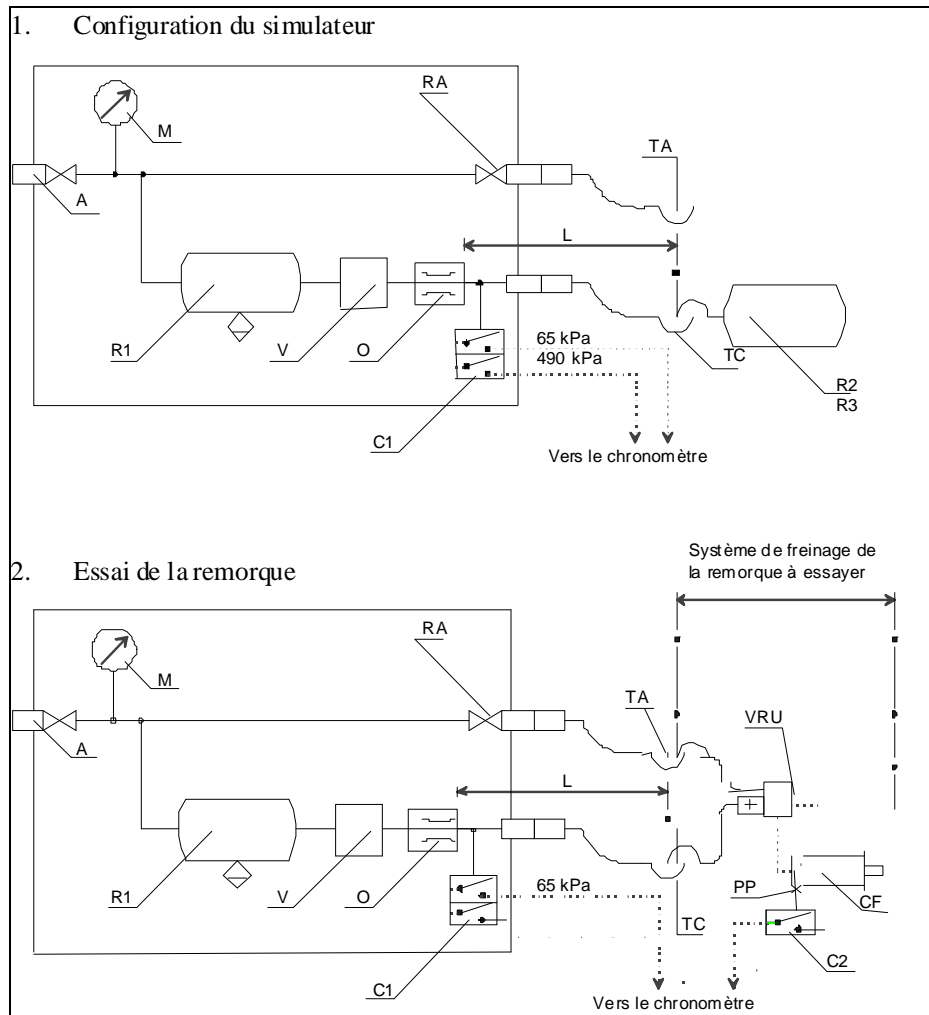 1. Configuration du simulateur
RA
M
TA
A
L
R1
V
O
65 kPa
490 kPa
TC
R2
R3
C1
Vers le chronomètre
Système de freinage de
la remorque à essayer
2. Essai de la remorque
RA
M
TA
VRU
A
L
R1
V
O
65 kPa
PP
CF
TC
C2
C1
Vers le chronomètre